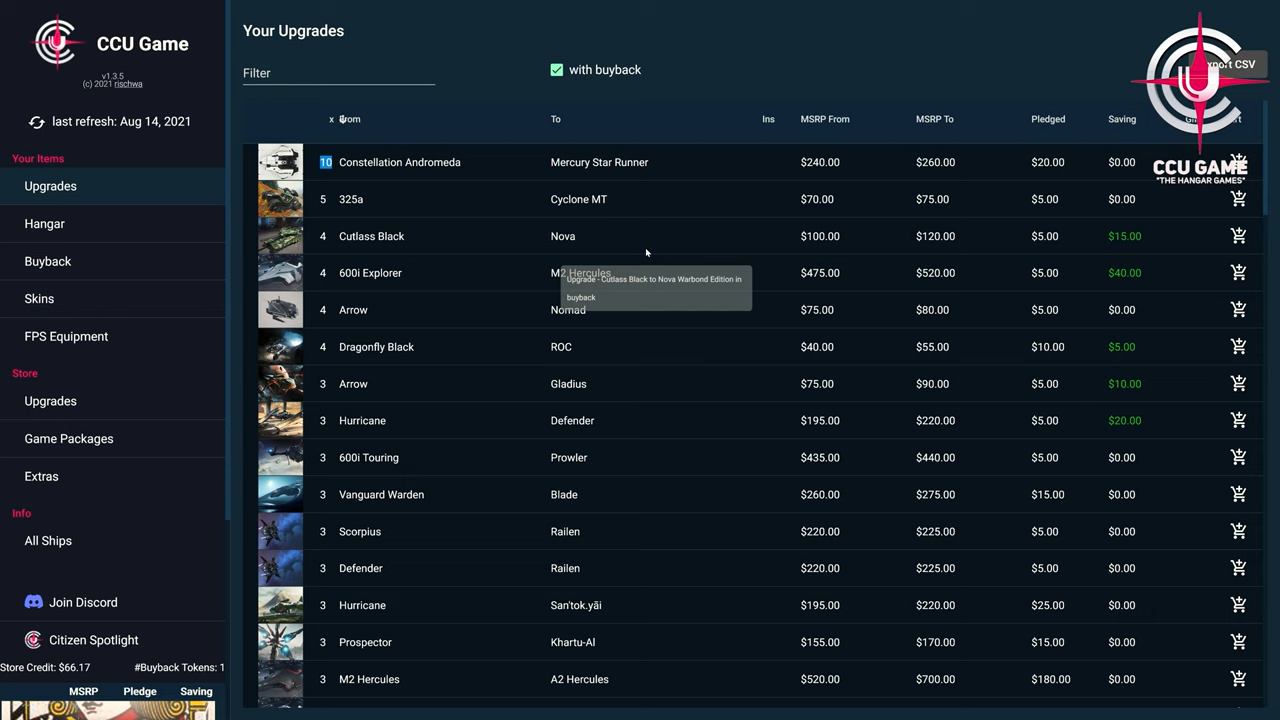 CCU Game
v1.3.5
(c) 2021 rischwa
last refresh: Aug 14, 2021
Your Items
Upgrades
Hangar
Buyback
Skins
FPS Equipment
Store
Upgrades
Game Packages
Extras
Info
All Ships
Join Discord
Citizen Spotlight
Store Credit: $66.17 #Buyback Tokens: 1
MSRP Pledge Saving
Your Upgrades
Filter
with buyback
CSV
CCU GAME
"THE HANGAR GAMES"
x From To Ins MSRP From MSRP To Pledged Saving
10 Constellation Andromeda Mercury Star Runner $240.00 $260.00 $20.00 $0.00
5 325a Cyclone MT $70.00 $75.00 $5.00 $0.00
4 Cutlass Black Nova $100.00 $120.00 $5.00 $15.00
4 600i Explorer M2 Hercules $475.00 $520.00 $5.00 $40.00
Upgrade - Cutlass Black to Nova Warbond Edition in
buyback
4 Arrow Nomad $75.00 $80.00 $5.00 $0.00
4 Dragonfly Black ROC $40.00 $55.00 $10.00 $5.00
3 Arrow Gladius $75.00 $90.00 $5.00 $10.00
3 Hurricane Defender $195.00 $220.00 $5.00 $20.00
3 600i Touring Prowler $435.00 $440.00 $5.00 $0.00
3 Vanguard Warden Blade $260.00 $275.00 $15.00 $0.00
3 Scorpius Railen $220.00 $225.00 $5.00 $0.00
3 Defender Railen $220.00 $225.00 $5.00 $0.00
3 Hurricane San'tok.yāi $195.00 $220.00 $25.00 $0.00
3 Prospector Khartu-Al $155.00 $170.00 $15.00 $0.00
3 M2 Hercules A2 Hercules $520.00 $700.00 $180.00 $0.00